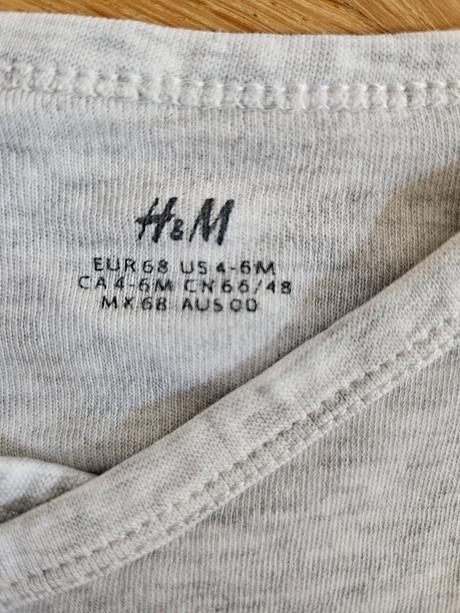 H&M
EUR 68 US 4-6M
CA 4-6M CN 66/48
MX 68 AUS 00